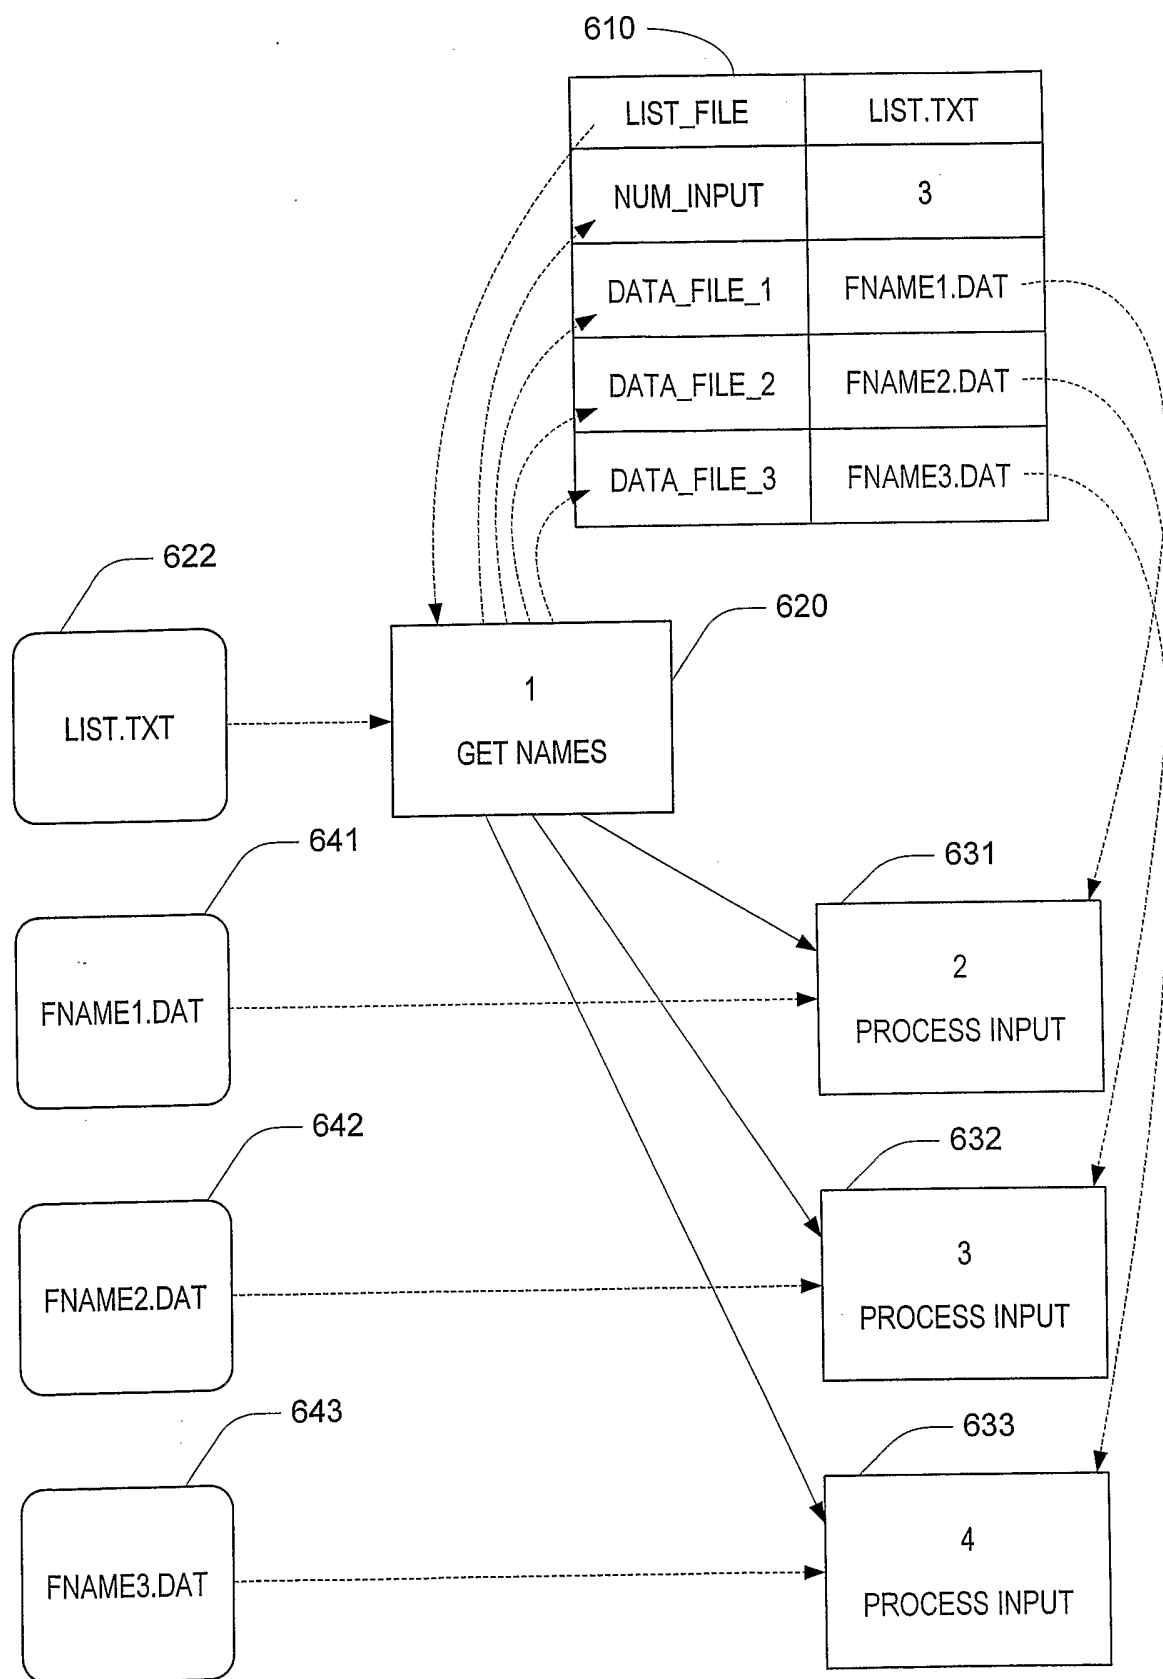 610
LIST_FILE LIST.TXT
NUM_INPUT 3
DATA_FILE_1 FNAME1.DAT
DATA_FILE_2 FNAME2.DAT
DATA_FILE_3 FNAME3.DAT
622
620
LIST.TXT
1
GET NAMES
641
631
FNAME1.DAT
2
PROCESS INPUT
642
632
FNAME2.DAT
3
PROCESS INPUT
643
633
FNAME3.DAT
4
PROCESS INPUT